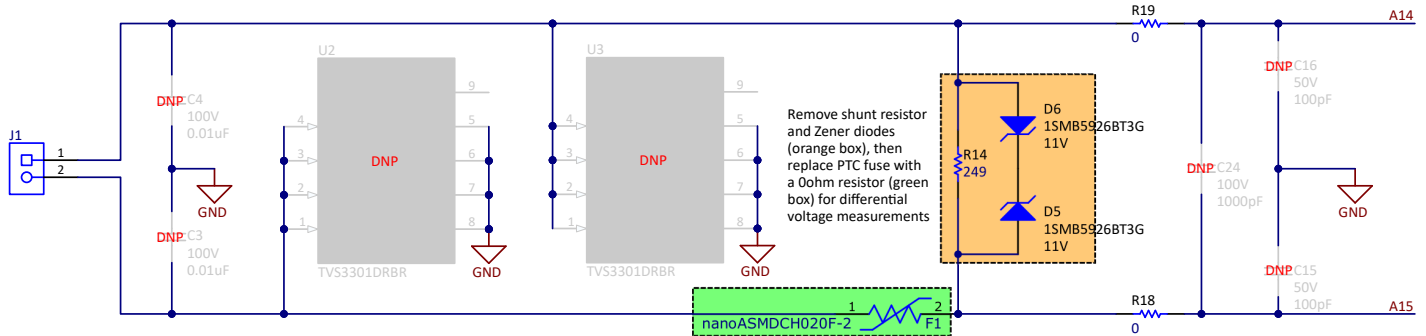 R19
0
A14
U2
U3
DNP C4
100V
0.01uF
9
4
5
3
6
DNP
2
7
1
8
TVS3301DRBR
9
4
5
3
6
DNP
2
7
1
8
TVS3301DRBR
J1
1
2
GND
GND
GND
DNP C3
100V
0.01uF
Remove shunt resistor
and Zener diodes
(orange box), then
replace PTC fuse with
a 0ohm resistor (green
box) for differential
voltage measurements
D6
1SMB5926BT3G
11V
R14
249
D5
1SMB5926BT3G
11V
DNP C16
50V
100pF
DNP C24
100V
1000pF
GND
DNP C15
50V
100pF
1
2
nanoASMDCH020F-2
F1
R18
0
A15